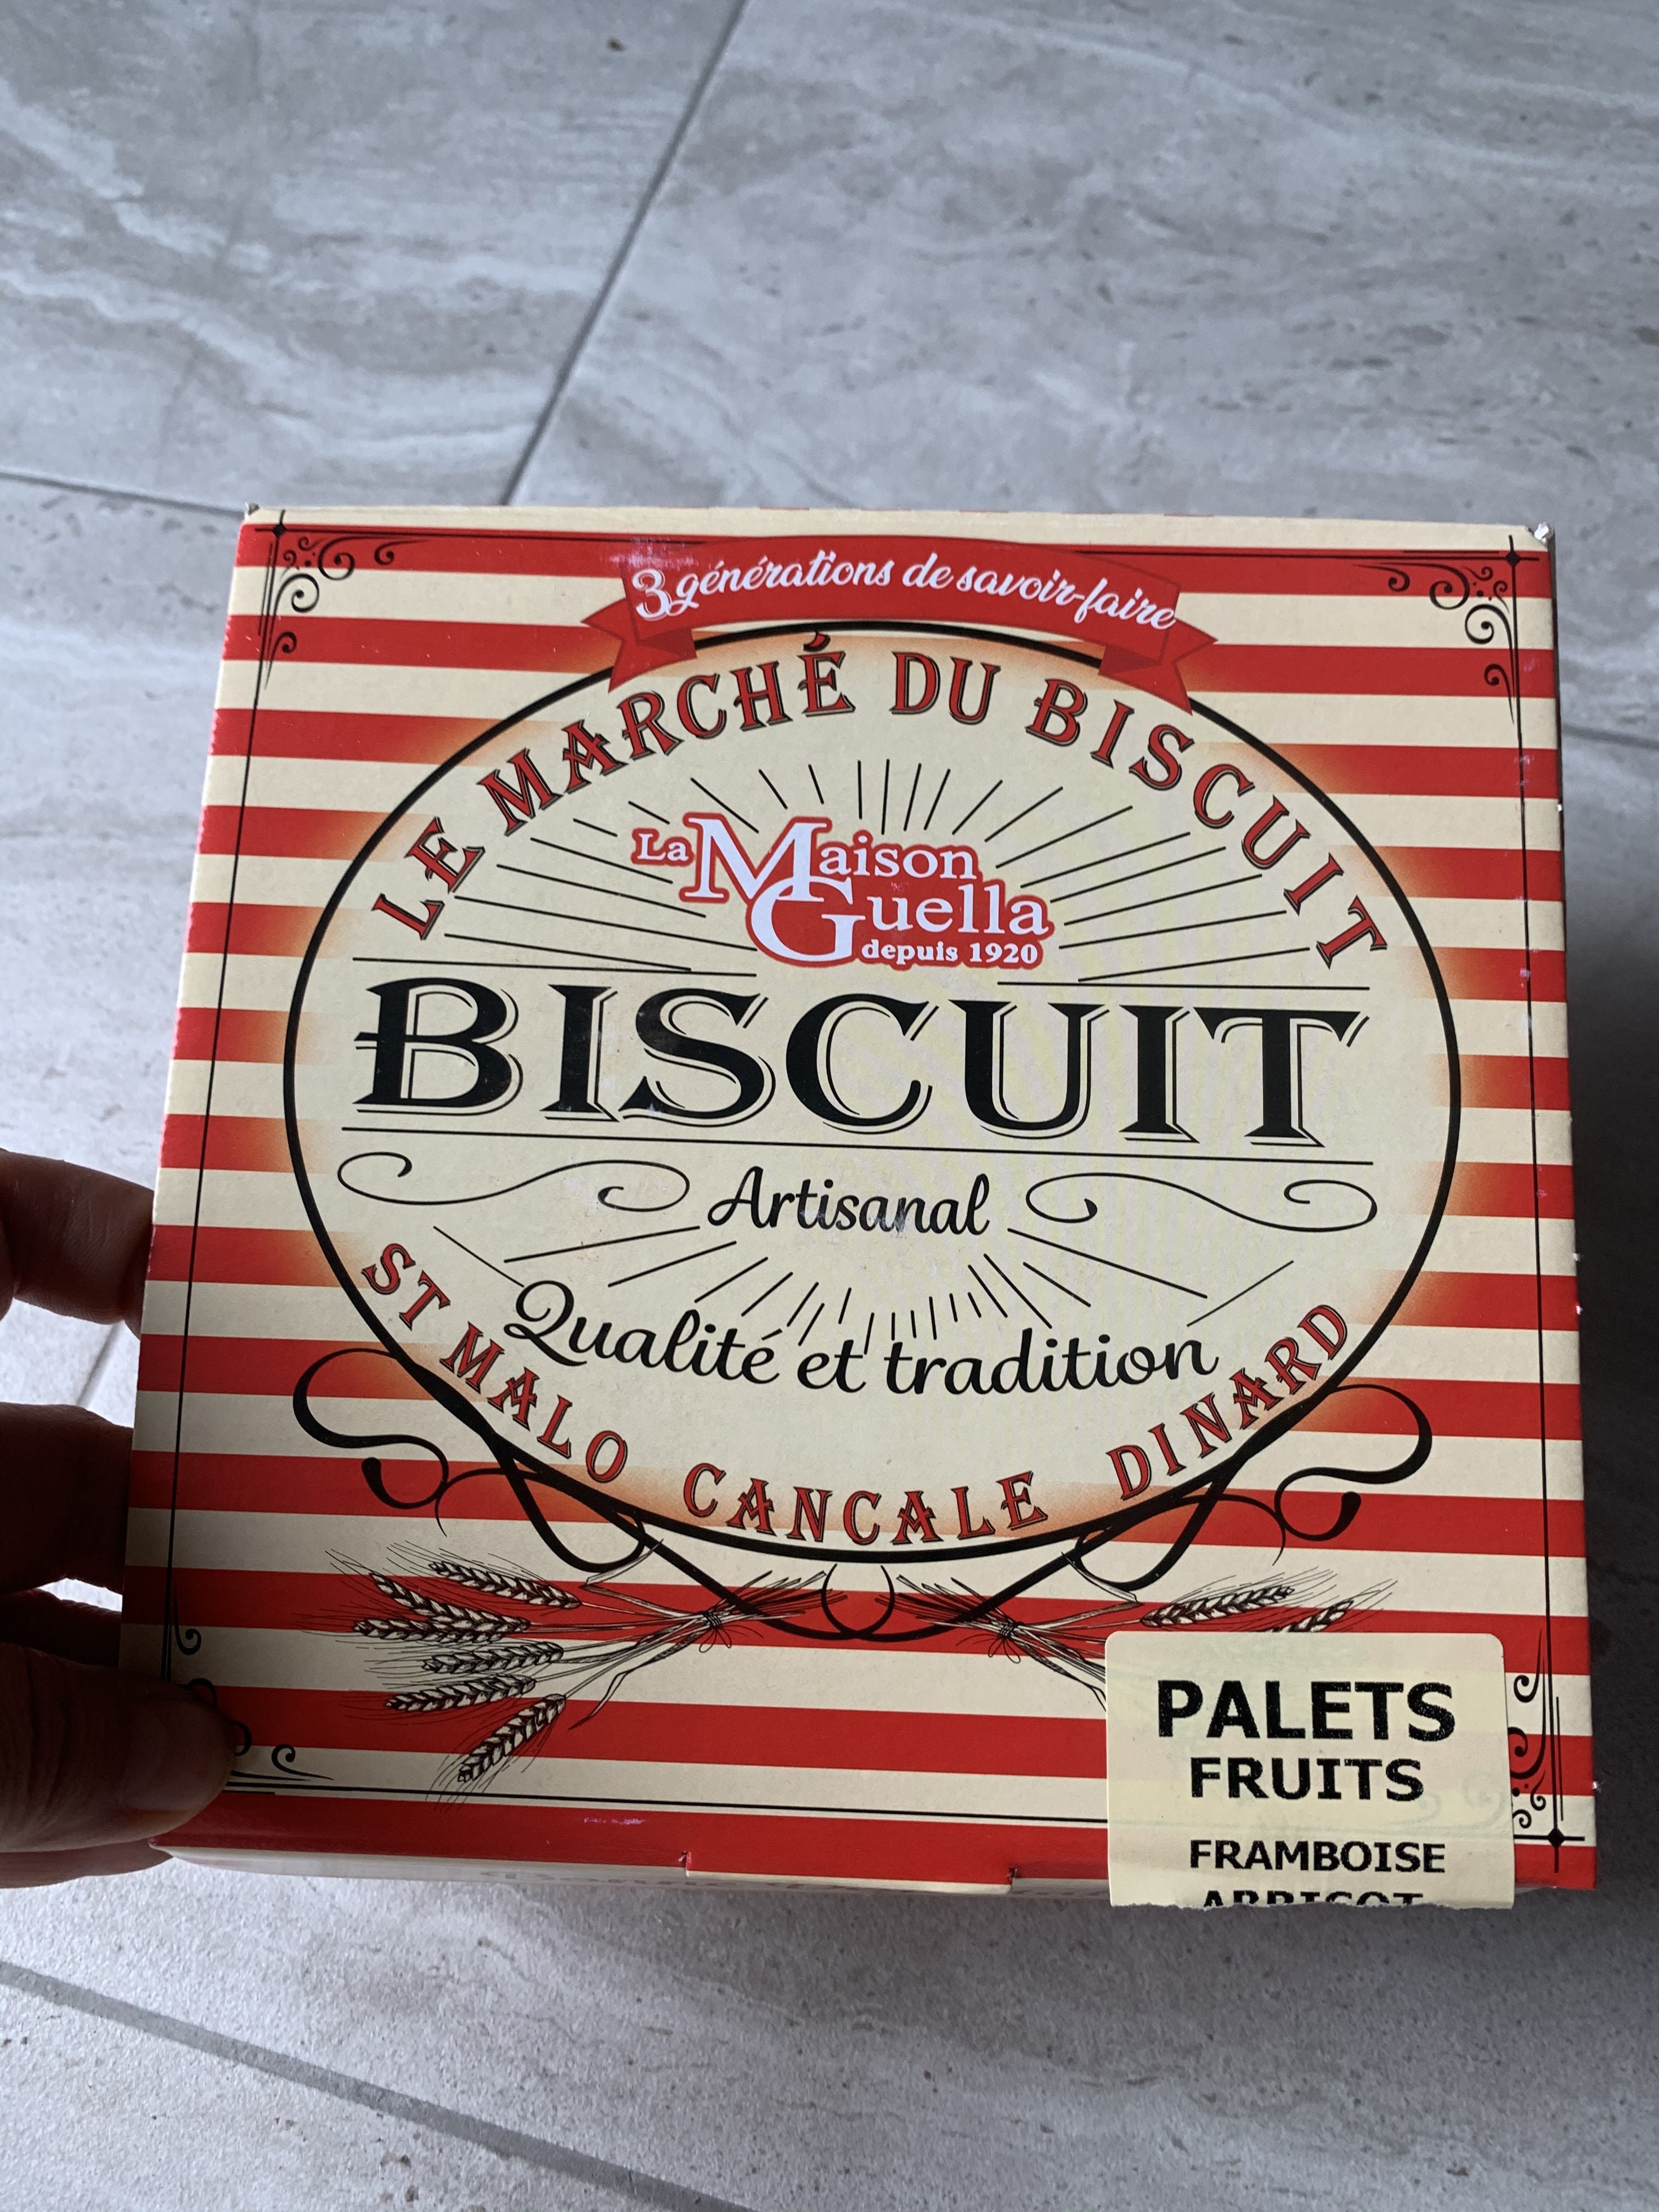 3 générations de savoir-faire
LE MARCHÉ DU BISCUIT
La Maison
Guella
depuis 1920
BISCUIT
Artisanal
Qualité et tradition
ST MALO CANCALE DINARD
PALETS
FRUITS
FRAMBOISE
ABRICOT